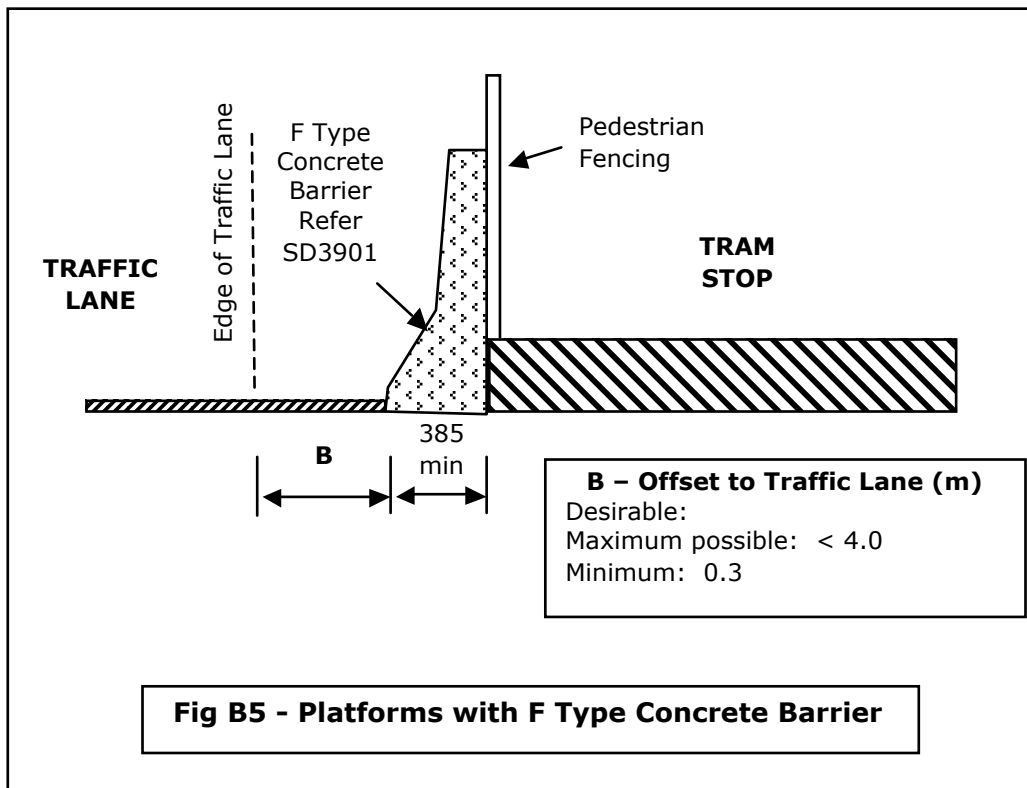 TRAFFIC
LANE
Edge of Traffic Lane
F Type
Concrete
Barrier
Refer
SD3901
Pedestrian
Fencing
TRAM
STOP
B
385
min
B – Offset to Traffic Lane (m)
Desirable:
Maximum possible: < 4.0
Minimum: 0.3
Fig B5 - Platforms with F Type Concrete Barrier